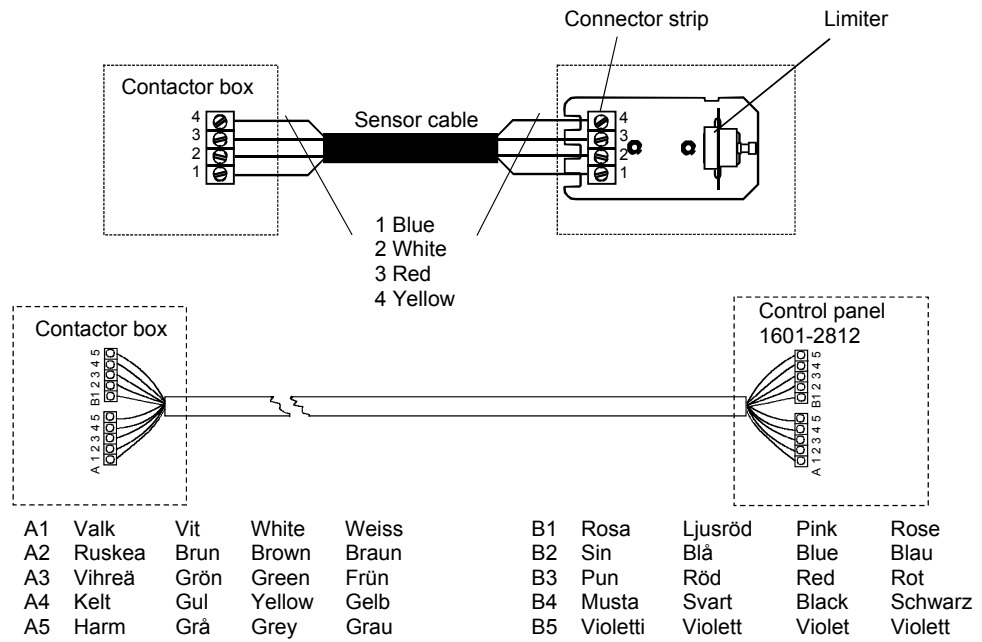 Connector strip
Limiter
Contactor box
Sensor cable
4
3
2
1
4
3
2
1
1 Blue
2 White
3 Red
4 Yellow
Contactor box
A 1 2 3 4 5 B1 2 3 4 5
Control panel
1601-2812
A 1 2 3 4 5 B1 2 3 4 5
A1 Valk Vit White Weiss B1 Rosa Ljusröd Pink Rose
A2 Ruskea Brun Brown Braun B2 Sin Blå Blue Blau
A3 Vihreä Grön Green Frün B3 Pun Röd Red Rot
A4 Kelt Gul Yellow Gelb B4 Musta Svart Black Schwarz
A5 Harm Grå Grey Grau B5 Violetti Violett Violet Violett